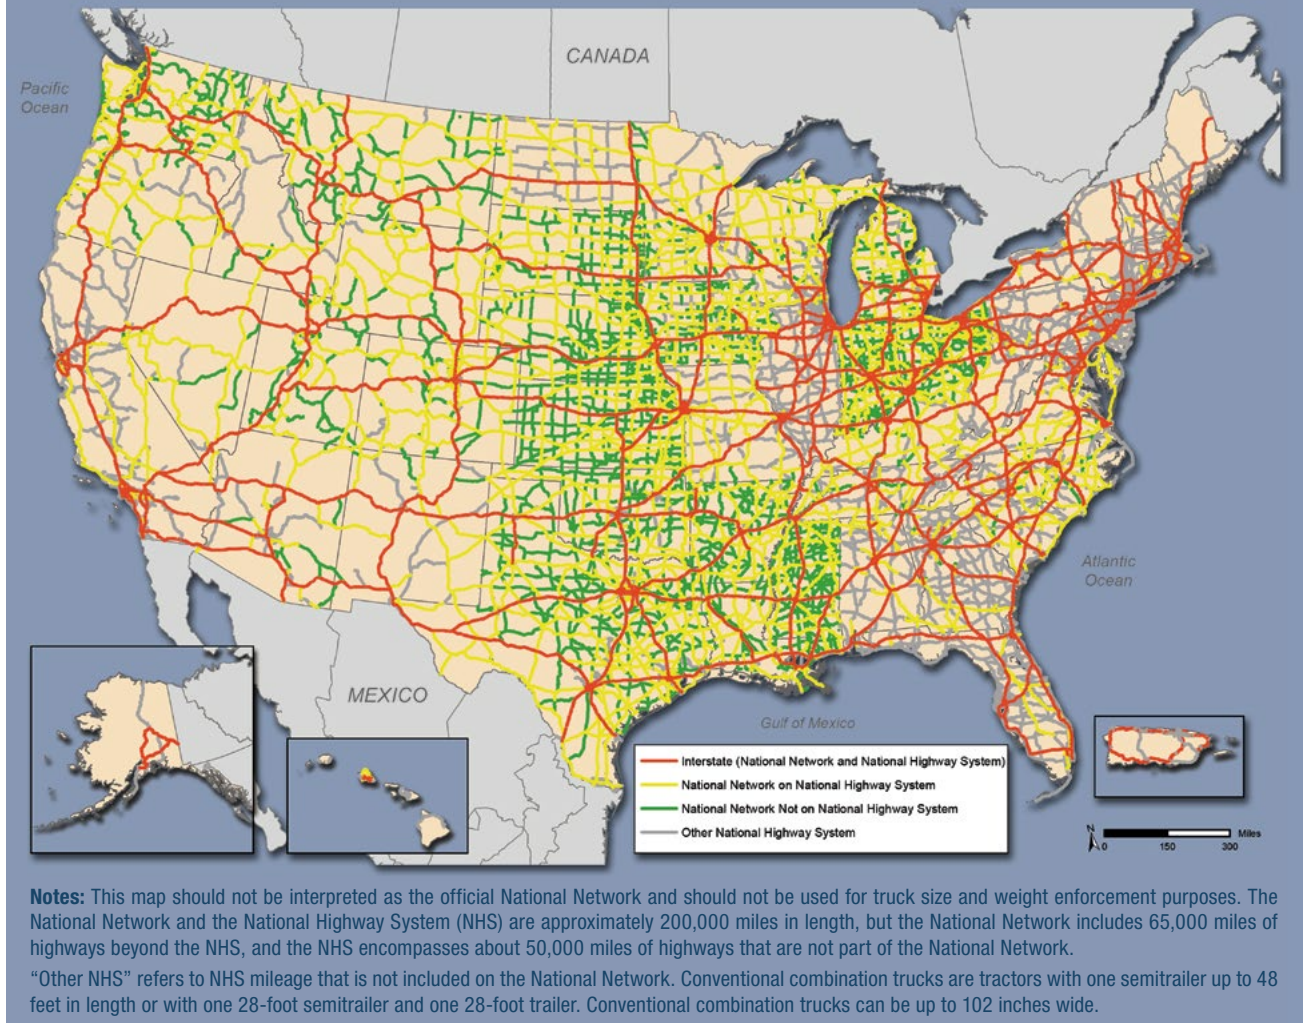 CANADA
Pacific
Ocean
Atlantic
Ocean
MEXICO
Gulf of Mexico
Interstate (National Network and National Highway System)
National Network on National Highway System
National Network Not on National Highway System
Other National Highway System
N
Miles
0 150 300
Notes: This map should not be interpreted as the official National Network and should not be used for truck size and weight enforcement purposes. The
National Network and the National Highway System (NHS) are approximately 200,000 miles in length, but the National Network includes 65,000 miles of
highways beyond the NHS, and the NHS encompasses about 50,000 miles of highways that are not part of the National Network.
“Other NHS” refers to NHS mileage that is not included on the National Network. Conventional combination trucks are tractors with one semitrailer up to 48
feet in length or with one 28-foot semitrailer and one 28-foot trailer. Conventional combination trucks can be up to 102 inches wide.